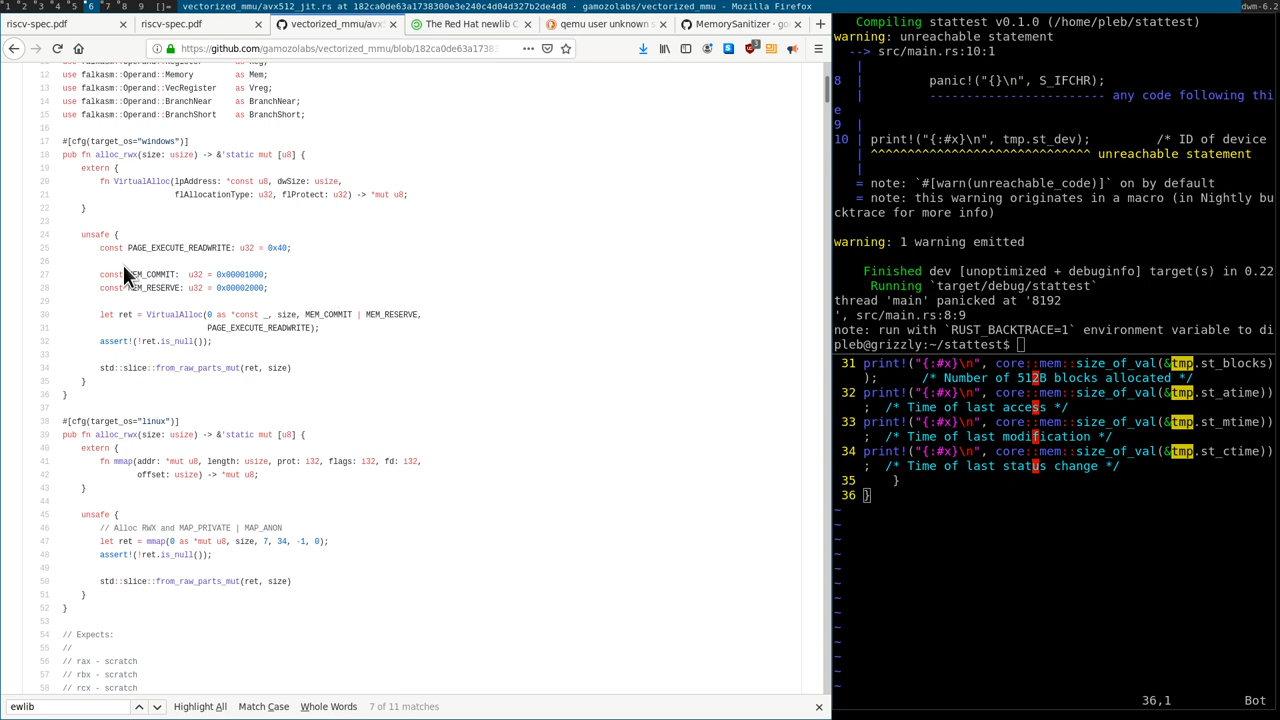 1 2 3 4 5 6 7 8 9 []= vectorized_mmu/avx512_jit.rs at 182ca0de63a1738300e3e240c4d04d327b2de4d8 · gamozolabs/vectorized_mmu - Mozilla Firefox dwm-6.2
riscv-spec.pdf riscv-spec.pdf vectorized_mmu/avx5 The Red Hat newlib C qemu user unknown s MemorySanitizer · goo
https://github.com/gamozolabs/vectorized_mmu/blob/182ca0de63a17383
12 use falkasm::Operand::Memory as Mem;
13 use falkasm::Operand::VecRegister as Vreg;
14 use falkasm::Operand::BranchNear as BranchNear;
15 use falkasm::Operand::BranchShort as BranchShort;
16
17 #[cfg(target_os="windows")]
18 pub fn alloc_rwx(size: usize) -> &'static mut [u8] {
19 extern {
20 fn VirtualAlloc(lpAddress: *const u8, dwSize: usize,
21 flAllocationType: u32, flProtect: u32) -> *mut u8;
22 }
23
24 unsafe {
25 const PAGE_EXECUTE_READWRITE: u32 = 0x40;
26
27 const MEM_COMMIT: u32 = 0x00001000;
28 const MEM_RESERVE: u32 = 0x00002000;
29
30 let ret = VirtualAlloc(0 as *const _, size, MEM_COMMIT | MEM_RESERVE,
31 PAGE_EXECUTE_READWRITE);
32 assert!(!ret.is_null());
33
34 std::slice::from_raw_parts_mut(ret, size)
35 }
36 }
37
38 #[cfg(target_os="linux")]
39 pub fn alloc_rwx(size: usize) -> &'static mut [u8] {
40 extern {
41 fn mmap(addr: *mut u8, length: usize, prot: i32, flags: i32, fd: i32,
42 offset: usize) -> *mut u8;
43 }
44
45 unsafe {
46 // Alloc RWX and MAP_PRIVATE | MAP_ANON
47 let ret = mmap(0 as *mut u8, size, 7, 34, -1, 0);
48 assert!(!ret.is_null());
49
50 std::slice::from_raw_parts_mut(ret, size)
51 }
52 }
53
54 // Expects:
55 //
56 // rax - scratch
57 // rbx - scratch
58 // rcx - scratch
ewlib Highlight All Match Case Whole Words 7 of 11 matches
Compiling stattest v0.1.0 (/home/pleb/stattest)
warning: unreachable statement
--> src/main.rs:10:1
|
8 panic!("{}\n", S_IFCHR);
| ------------------------ any code following thi
e
9 |
10 | print!("{:#x}\n", tmp.st_dev); /* ID of device
| ^^^^^^^^^^^^^^^^^^^^^^^^^^^^^ unreachable statement
|
= note: `#[warn(unreachable_code)]` on by default
= note: this warning originates in a macro (in Nightly bu
cktrace for more info)
warning: 1 warning emitted
Finished dev [unoptimized + debuginfo] target(s) in 0.22
Running `target/debug/stattest`
thread 'main' panicked at '8192
', src/main.rs:8:9
note: run with `RUST_BACKTRACE=1` environment variable to di
pleb@grizzly:~/stattest$
31 print!("{:#x}\n", core::mem::size_of_val(&tmp.st_blocks)
); /* Number of 512B blocks allocated */
32 print!("{:#x}\n", core::mem::size_of_val(&tmp.st_atime))
; /* Time of last access */
33 print!("{:#x}\n", core::mem::size_of_val(&tmp.st_mtime))
; /* Time of last modification */
34 print!("{:#x}\n", core::mem::size_of_val(&tmp.st_ctime))
; /* Time of last status change */
35 }
36 }
~
~
~
~
~
~
~
~
~
~
~
~
~
36,1 Bot